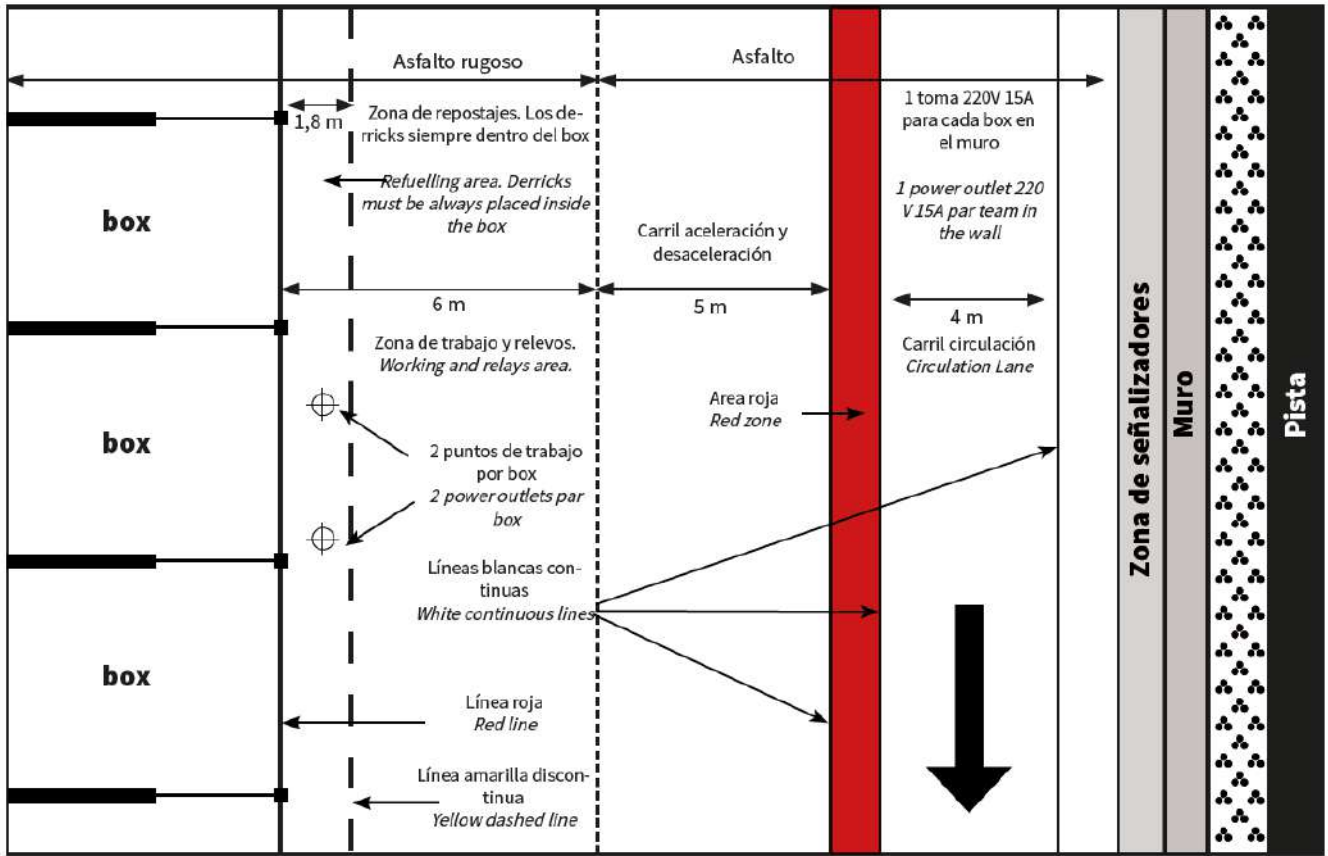 Asfalto rugoso
Asfalto
1,8 m
Zona de repostajes. Los de-
rricks siempre dentro del box
Refuelling area. Derricks
must be always placed inside
the box
1 toma 220V 15A
para cada box en
el muro
1 power outlet 220
V 15A par team in
the wall
box
Carril aceleración y
desaceleración
6 m
5 m
4 m
Zona de trabajo y relevos.
Working and relays area.
Carril circulación
Circulation Lane
Area roja
Red zone
box
2 puntos de trabajo
por box
2 power outlets par
box
Líneas blancas con-
tinuas
White continuous lines
box
Línea roja
Red line
Línea amarilla discon-
tinua
Yellow dashed line
Zona de señalizadores
Muro
Pista